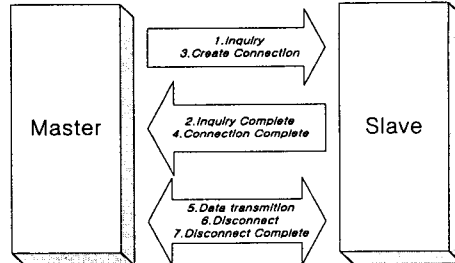 1.Inquiry
3.Create Connection
Master
2.Inquiry Complete
4.Connection Complete
Slave
5.Data transmition
6.Disconnect
7.Disconnect Complete